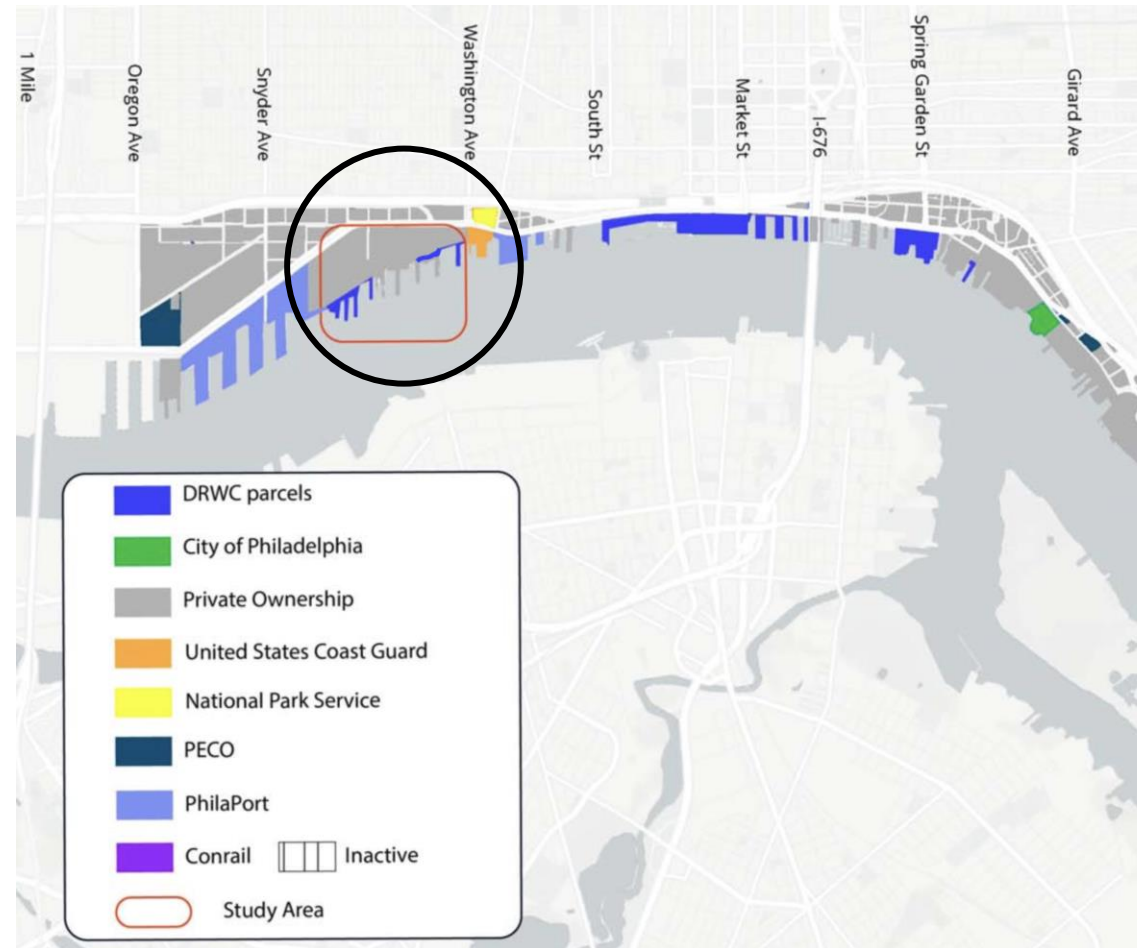 1 Mile
Oregon Ave
Snyder Ave
Washington Ave
South St
Market St
I-676
Spring Garden St
Girard Ave
DRWC parcels
City of Philadelphia
Private Ownership
United States Coast Guard
National Park Service
PECO
PhilaPort
Conrail Inactive
Study Area